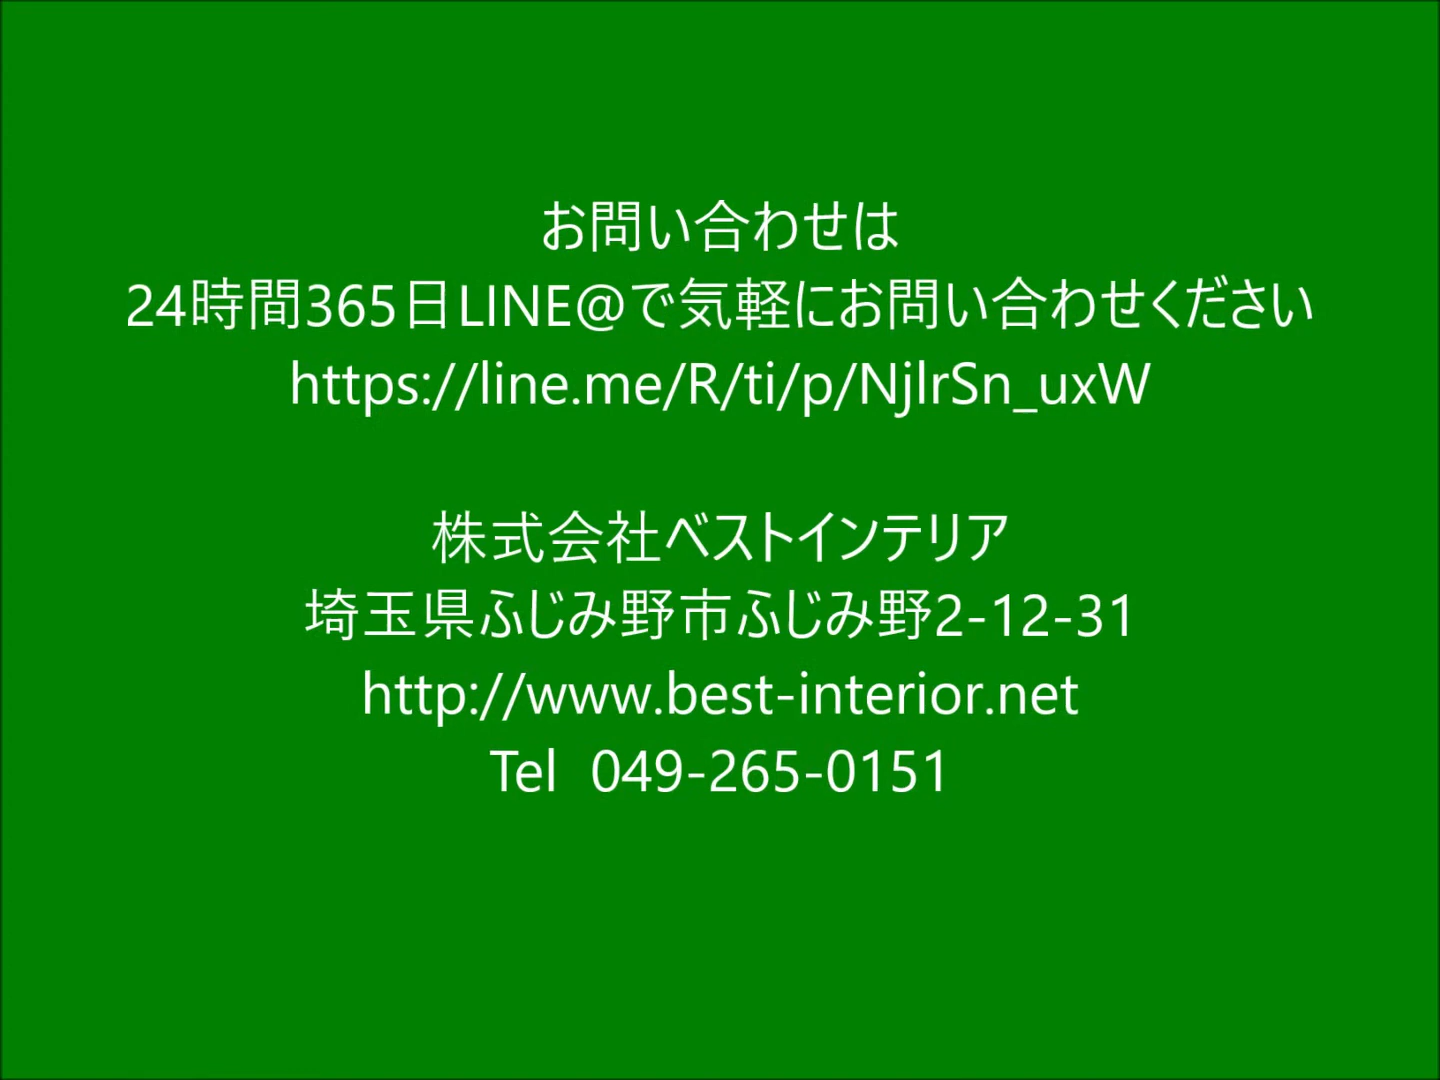 お問い合わせは
24時間365日LINE@で気軽にお問い合わせください
https://line.me/R/ti/p/NjlrSn_uxW
株式会社ベストインテリア
埼玉県ふじみ野市ふじみ野2-12-31
http://www.best-interior.net
Tel  049-265-0151